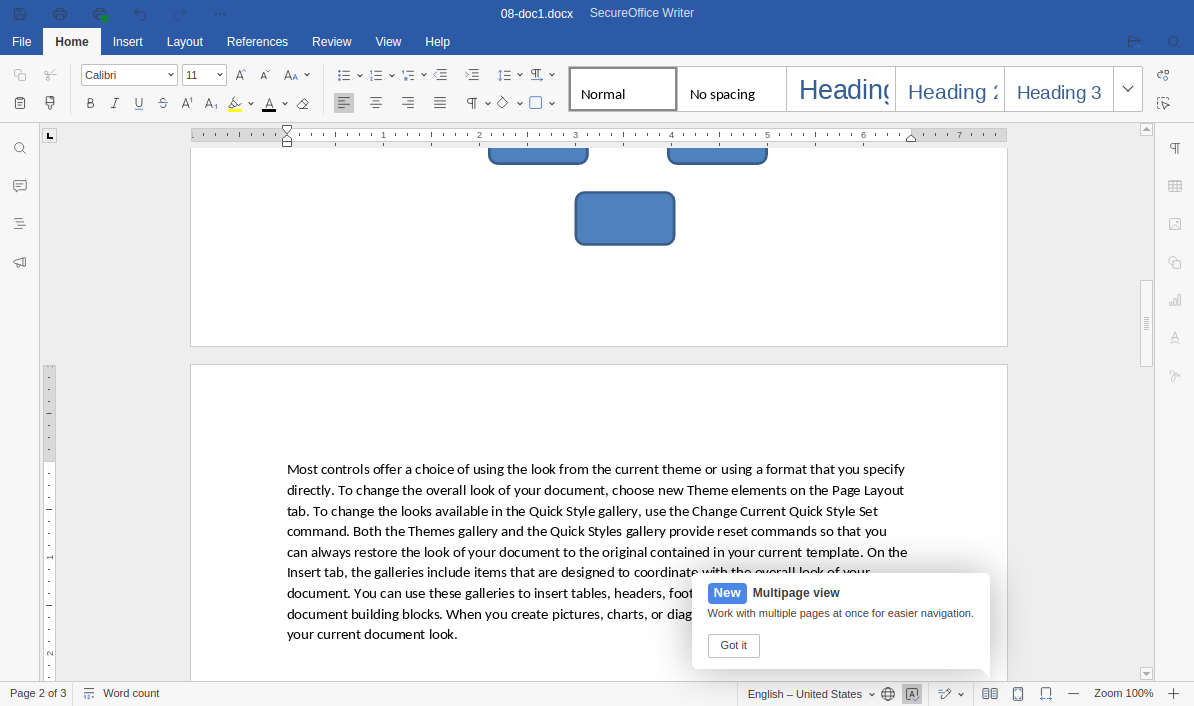 08-doc1.docx SecureOffice Writer
File Home Insert Layout References Review View Help
Calibri 11
Normal No spacing Heading Heading 2 Heading 3
1 2 3 4 5 6 7
Most controls offer a choice of using the look from the current theme or using a format that you specify
directly. To change the overall look of your document, choose new Theme elements on the Page Layout
tab. To change the looks available in the Quick Style gallery, use the Change Current Quick Style Set
command. Both the Themes gallery and the Quick Styles gallery provide reset commands so that you
can always restore the look of your document to the original contained in your current template. On the
Insert tab, the galleries include items that are designed to coordinate with the overall look of your
document. You can use these galleries to insert tables, headers, foot
document building blocks. When you create pictures, charts, or diag
your current document look.
New Multipage view
Work with multiple pages at once for easier navigation.
Got it
1
2
Page 2 of 3 Word count English – United States Zoom 100%